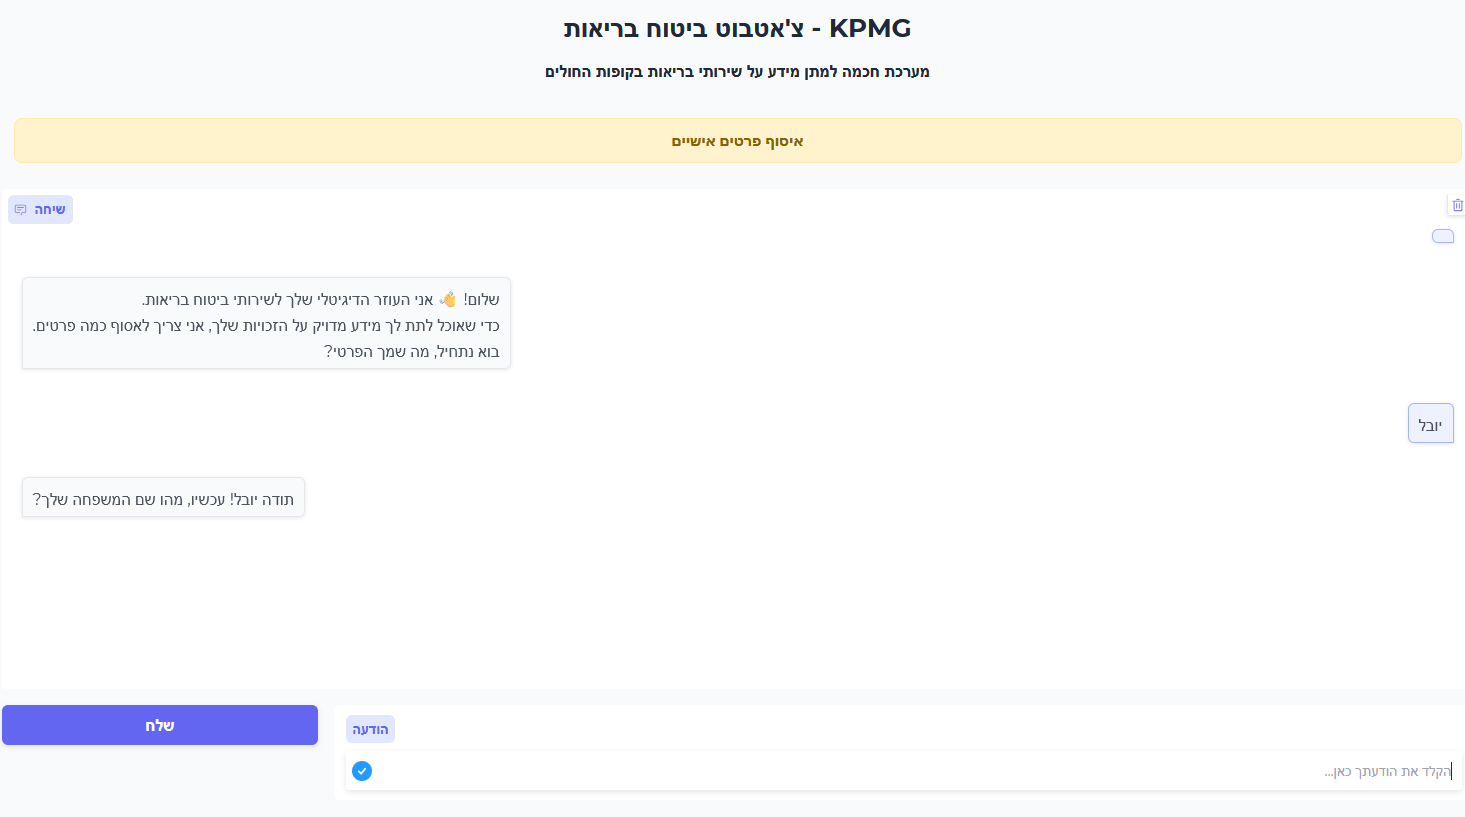 KPMG - צ'אטבוט ביטוח בריאות
מערכת חכמה למתן מידע על שירותי בריאות בקופות החולים
איסוף פרטים אישיים
שיחה
שלום! 👋 אני העוזר הדיגיטלי שלך לשירותי ביטוח בריאות.
כדי שאוכל לתת לך מידע מדויק על הזכויות שלך, אני צריך לאסוף כמה פרטים.
בוא נתחיל, מה שמך הפרטי?
יובל
תודה יובל! עכשיו, מהו שם המשפחה שלך?
הודעה
הקלד את הודעתך כאן...
שלח